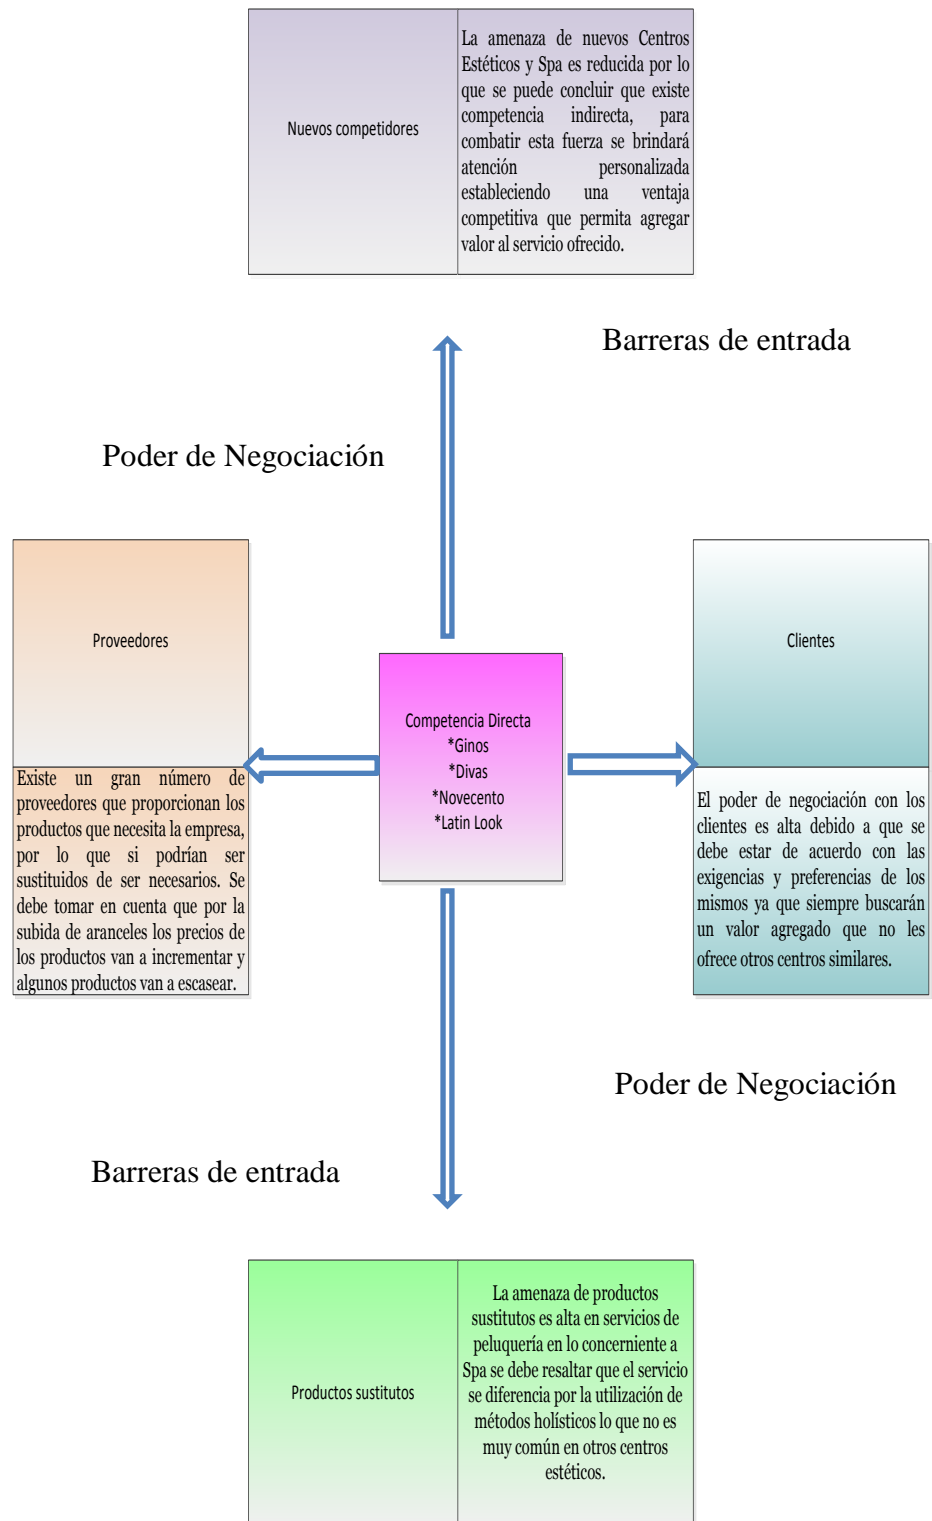 Nuevos competidores
La amenaza de nuevos Centros
Estéticos y Spa es reducida por lo
que se puede concluir que existe
competencia indirecta, para
combatir esta fuerza se brindará
atención personalizada
estableciendo una ventaja
competitiva que permita agregar
valor al servicio ofrecido.
Barreras de entrada
Poder de Negociación
Proveedores
Existe un gran número de
proveedores que proporcionan los
productos que necesita la empresa,
por lo que si podrían ser
sustituidos de ser necesarios. Se
debe tomar en cuenta que por la
subida de aranceles los precios de
los productos van a incrementar y
algunos productos van a escasear.
Competencia Directa
*Ginos
*Divas
*Novecento
*Latin Look
Clientes
El poder de negociación con los
clientes es alta debido a que se
debe estar de acuerdo con las
exigencias y preferencias de los
mismos ya que siempre buscarán
un valor agregado que no les
ofrece otros centros similares.
Poder de Negociación
Barreras de entrada
Productos sustitutos
La amenaza de productos
sustitutos es alta en servicios de
peluquería en lo concerniente a
Spa se debe resaltar que el servicio
se diferencia por la utilización de
métodos holísticos lo que no es
muy común en otros centros
estéticos.